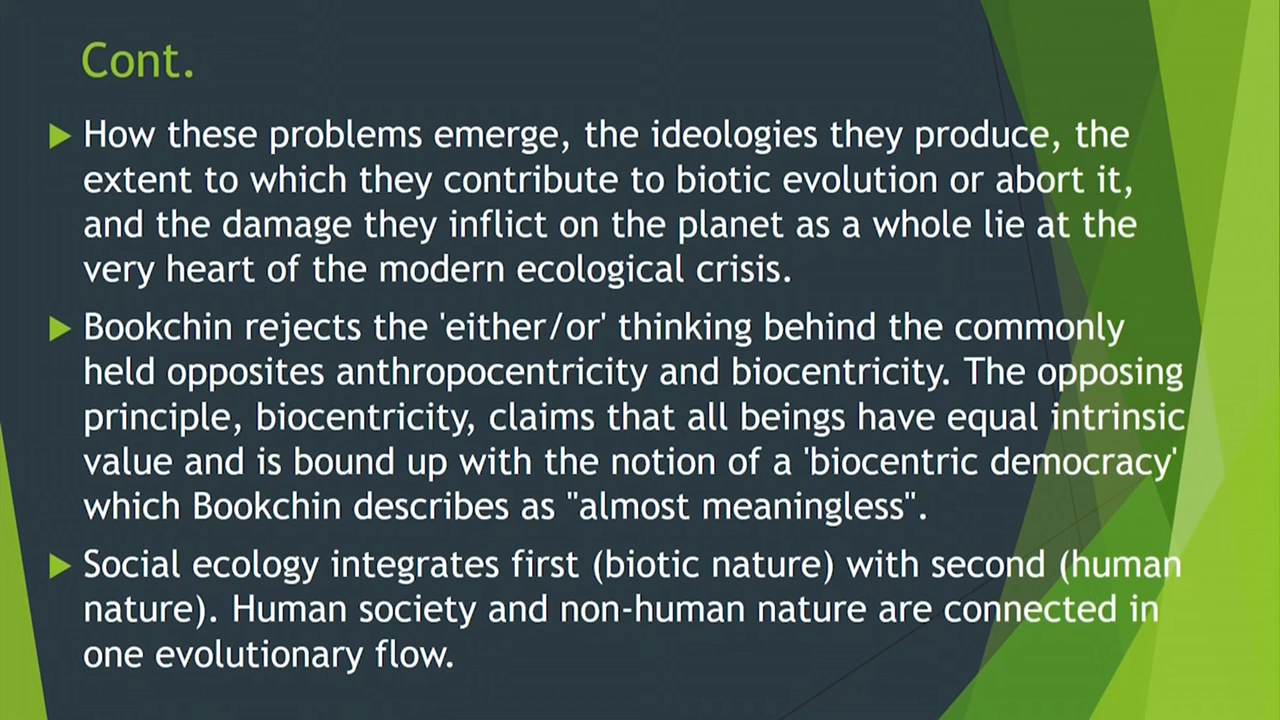 Cont.
How these problems emerge, the ideologies they produce, the
extent to which they contribute to biotic evolution or abort it,
and the damage they inflict on the planet as a whole lie at the
very heart of the modern ecological crisis.
Bookchin rejects the 'either/or' thinking behind the commonly
held opposites anthropocentricity and biocentricity. The opposing
principle, biocentricity, claims that all beings have equal intrinsic
value and is bound up with the notion of a 'biocentric democracy'
which Bookchin describes as "almost meaningless".
Social ecology integrates first (biotic nature) with second (human
nature). Human society and non-human nature are connected in
one evolutionary flow.